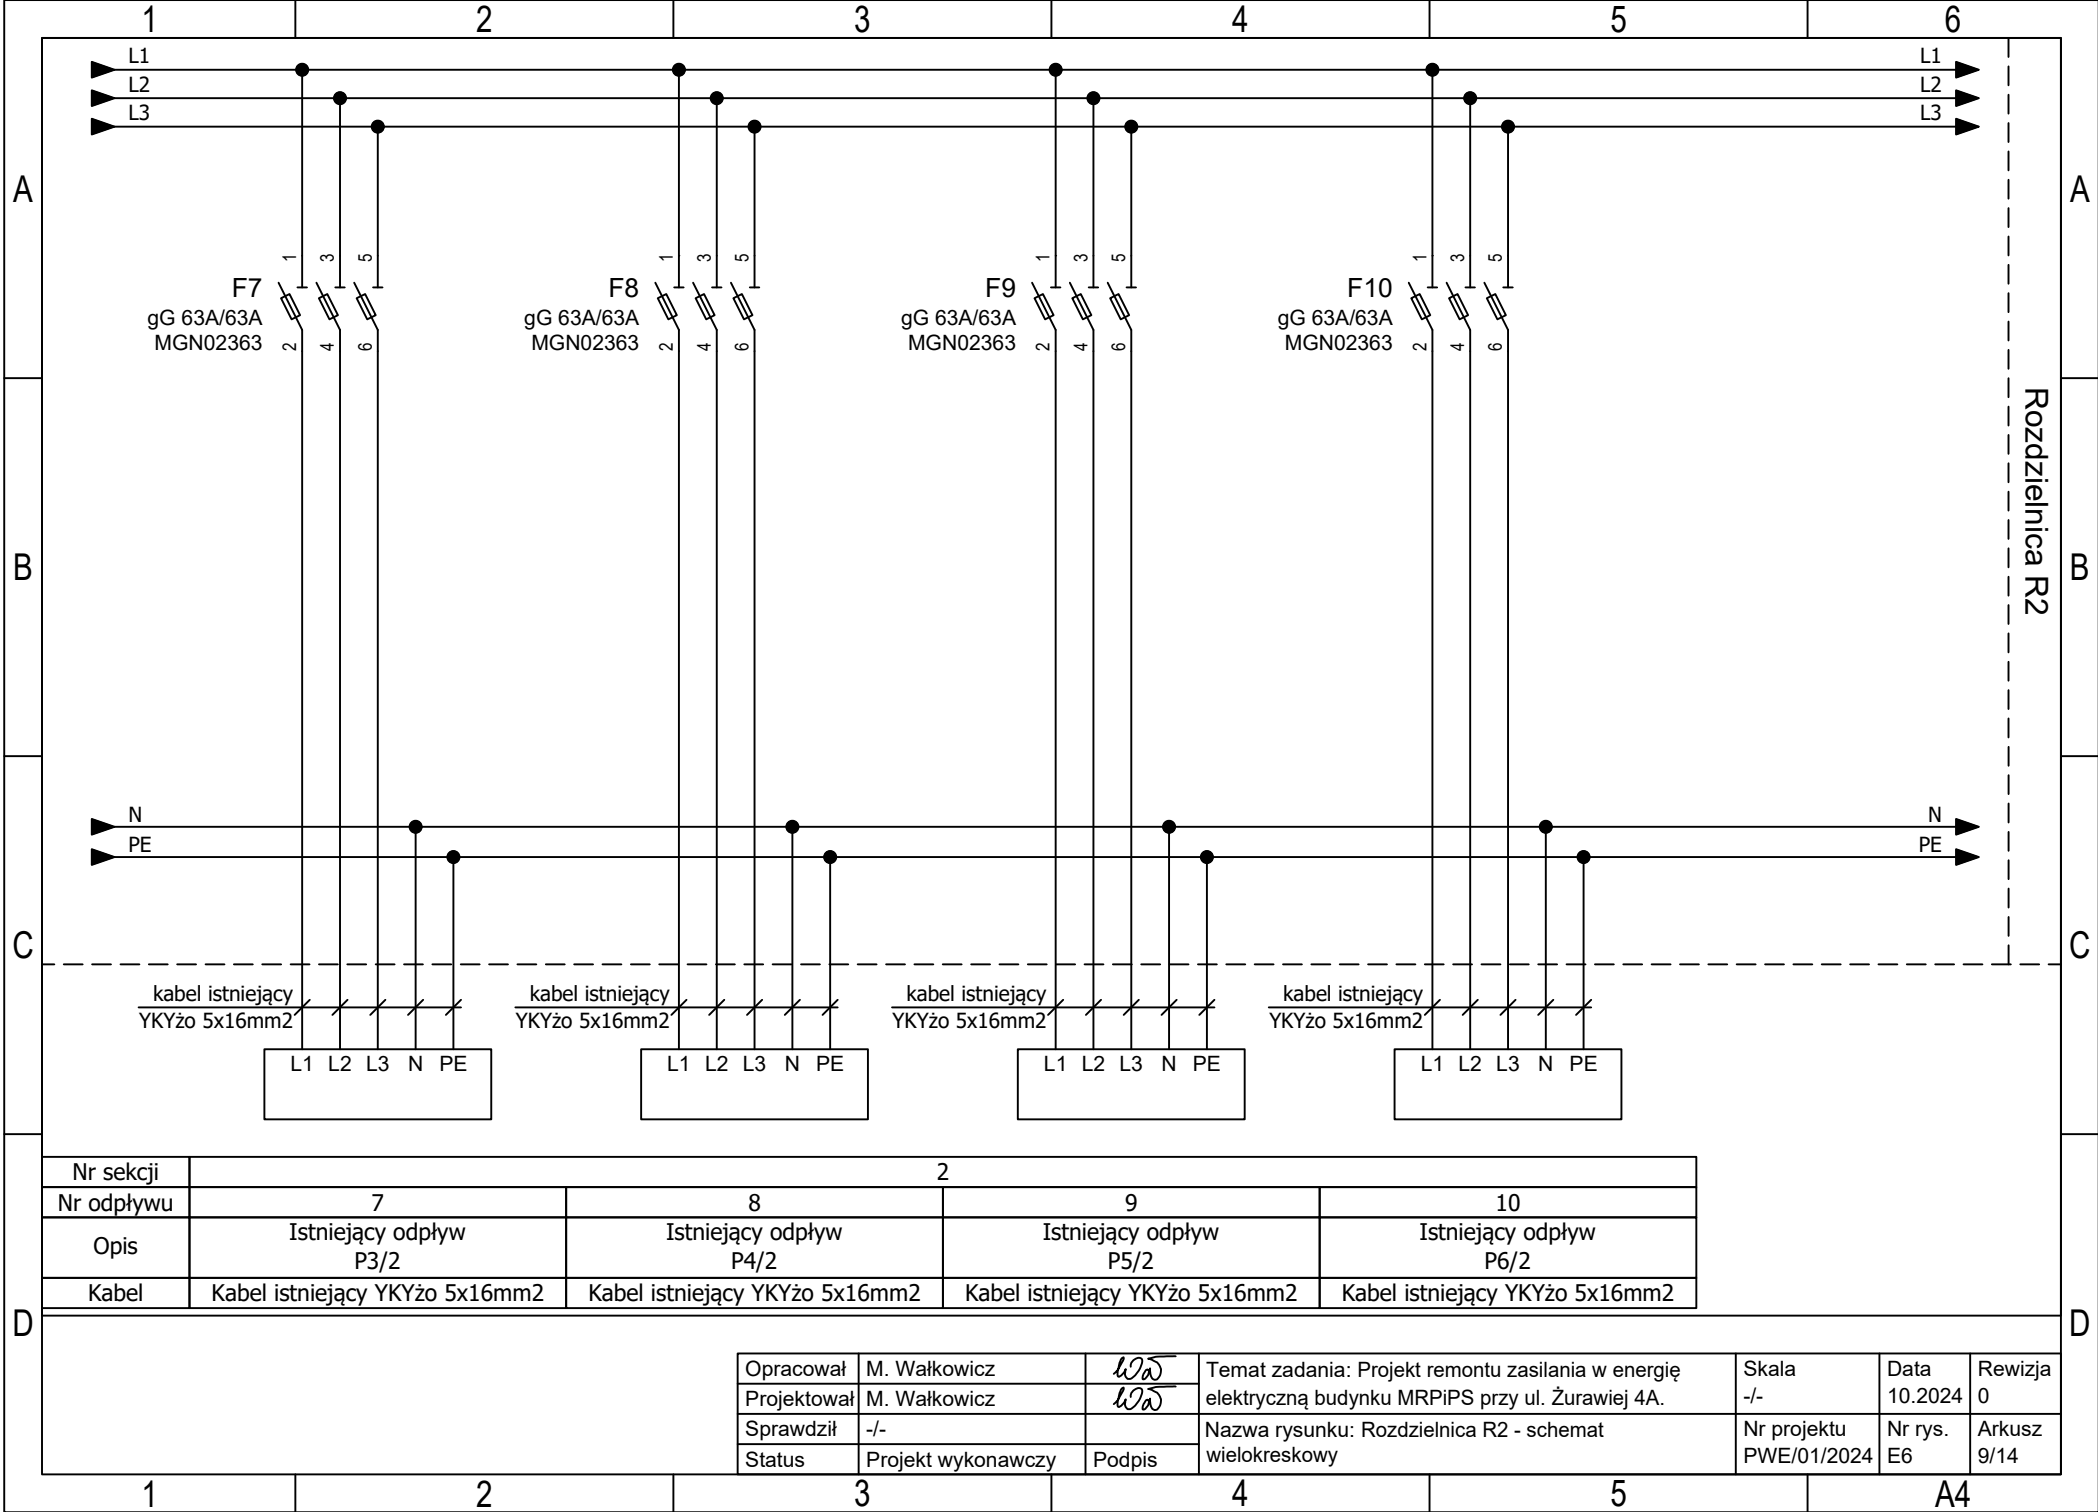 1 2 3 4 5 6
L1 L1
L2 L2
L3 L3
A A
1 3 5 1 3 5 1 3 5 1 3 5
F7 F8 F9 F10
gG 63A/63A gG 63A/63A gG 63A/63A gG 63A/63A
MGN02363 MGN02363 MGN02363 MGN02363
2 4 6 2 4 6 2 4 6 2 4 6
Rozdzielnica R2
B B
N N
PE PE
C C
kabel istniejący kabel istniejący kabel istniejący kabel istniejący
YKYżo 5x16mm2 YKYżo 5x16mm2 YKYżo 5x16mm2 YKYżo 5x16mm2
L1 L2 L3 N PE L1 L2 L3 N PE L1 L2 L3 N PE L1 L2 L3 N PE
Nr sekcji 2
Nr odpływu 7 8 9 10
Opis Istniejący odpływ Istniejący odpływ Istniejący odpływ Istniejący odpływ
P3/2 P4/2 P5/2 P6/2
Kabel Kabel istniejący YKYżo 5x16mm2 Kabel istniejący YKYżo 5x16mm2 Kabel istniejący YKYżo 5x16mm2 Kabel istniejący YKYżo 5x16mm2
D D
Opracował M. Wałkowicz Temat zadania: Projekt remontu zasilania w energię Skala Data Rewizja
Projektował M. Wałkowicz elektryczną budynku MRPiPS przy ul. Żurawiej 4A. -/- 10.2024 0
Sprawdził -/- Nazwa rysunku: Rozdzielnica R2 - schemat Nr projektu Nr rys. Arkusz
Status Projekt wykonawczy Podpis wielokreskowy PWE/01/2024 E6 9/14
1 2 3 4 5 A4